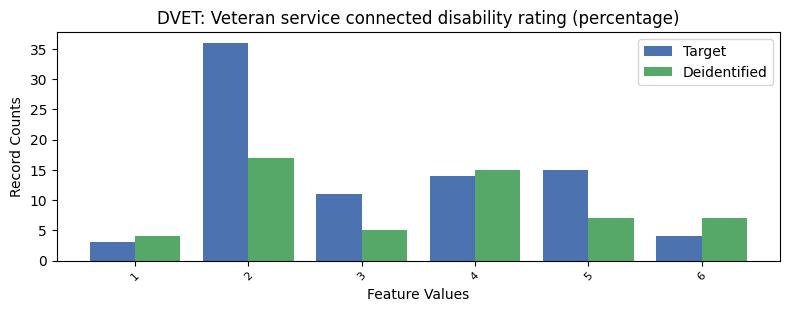 DVET: Veteran service connected disability rating (percentage)
Target
Deidentified
Record Counts
35
30
25
20
15
10
5
0
1 2 3 4 5 6
Feature Values